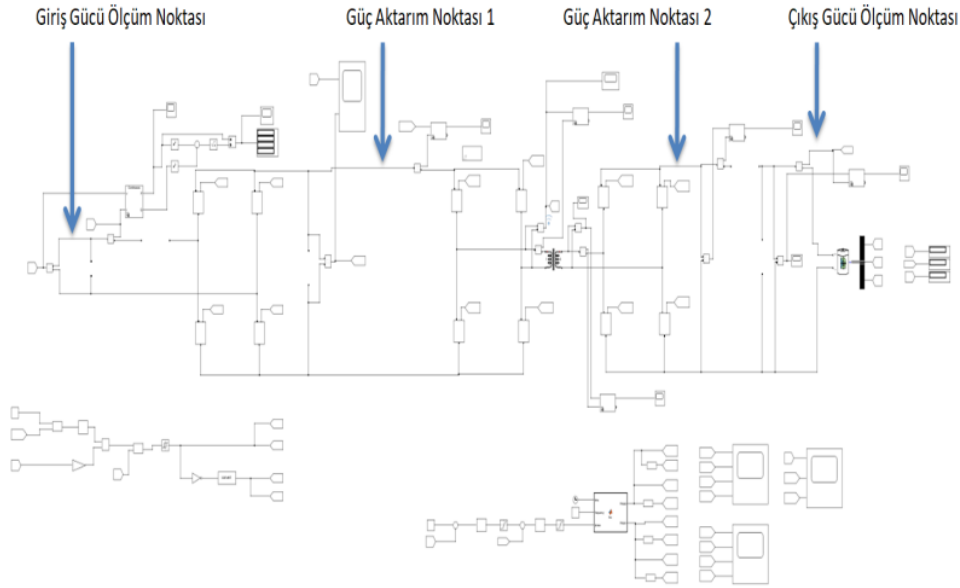 Giriş Gücü Ölçüm Noktası
Güç Aktarım Noktası 1
Güç Aktarım Noktası 2
Çıkış Gücü Ölçüm Noktası